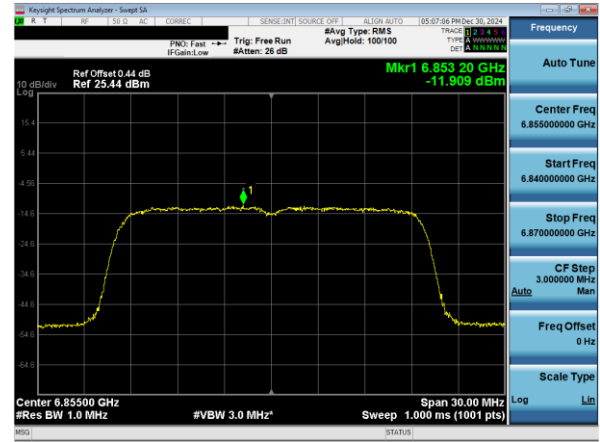 Keysight Spectrum Analyzer - Swept SA
R T RF 50 Ω AC CORREC SENSE:INT SOURCE OFF ALIGN AUTO 05:07:06 PM Dec 30, 2024
PNO: Fast Trig: Free Run #Avg Type: RMS TRACE 1 2 3 4 5 6
IFGain:Low #Atten: 26 dB Avg|Hold: 100/100 TYPE A WWWWW
DET A N N N N N
Frequency
Auto Tune
Center Freq
6.855000000 GHz
Start Freq
6.840000000 GHz
Stop Freq
6.870000000 GHz
CF Step
3.000000 MHz
Auto Man
Freq Offset
0 Hz
Scale Type
Log Lin
Ref Offset 0.44 dB
10 dB/div Ref 25.44 dBm
Log
Mkr1 6.853 20 GHz
-11.909 dBm
15.4
5.44
-4.56
1
-14.6
-24.6
-34.6
-44.6
-54.6
-64.6
Center 6.85500 GHz Span 30.00 MHz
#Res BW 1.0 MHz #VBW 3.0 MHz* Sweep 1.000 ms (1001 pts)
MSG STATUS